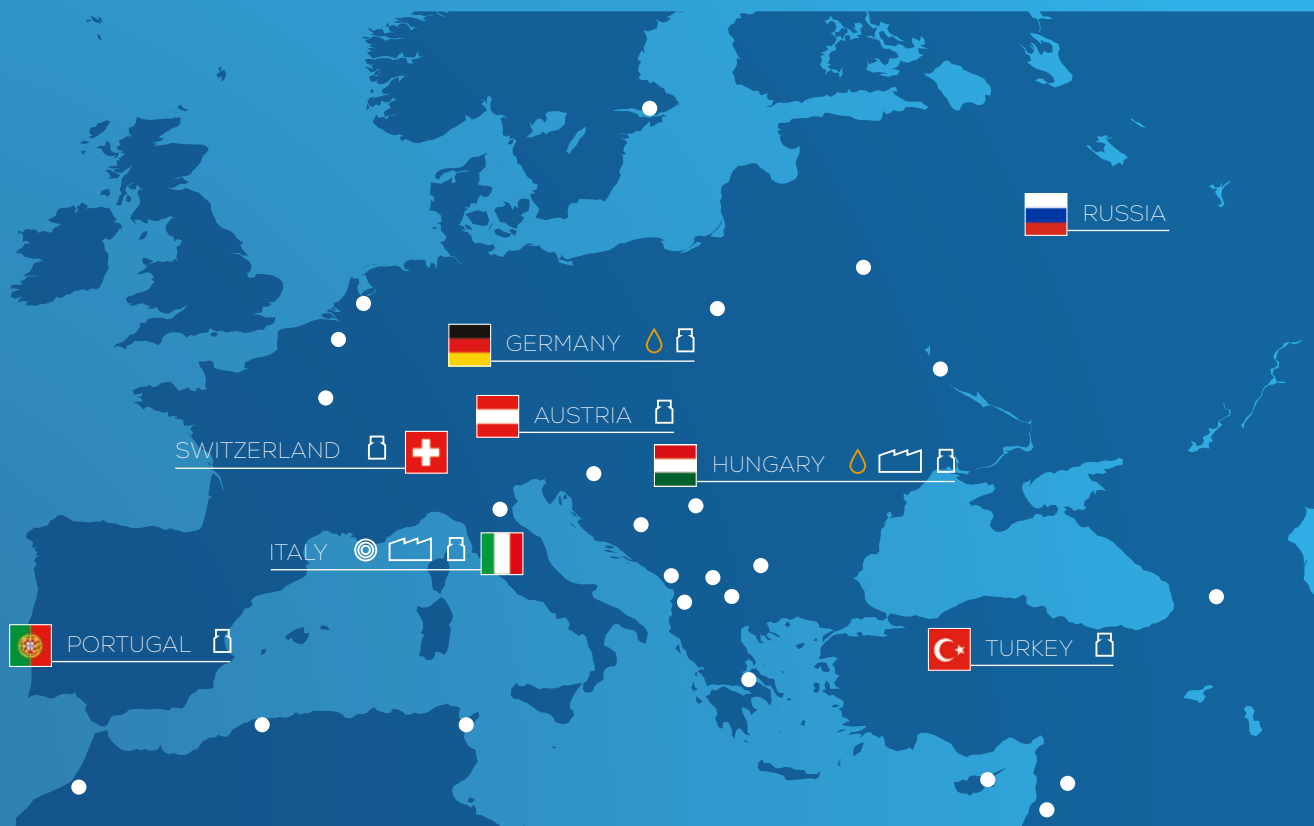 RUSSIA
GERMANY
AUSTRIA
SWITZERLAND
HUNGARY
ITALY
PORTUGAL
TURKEY